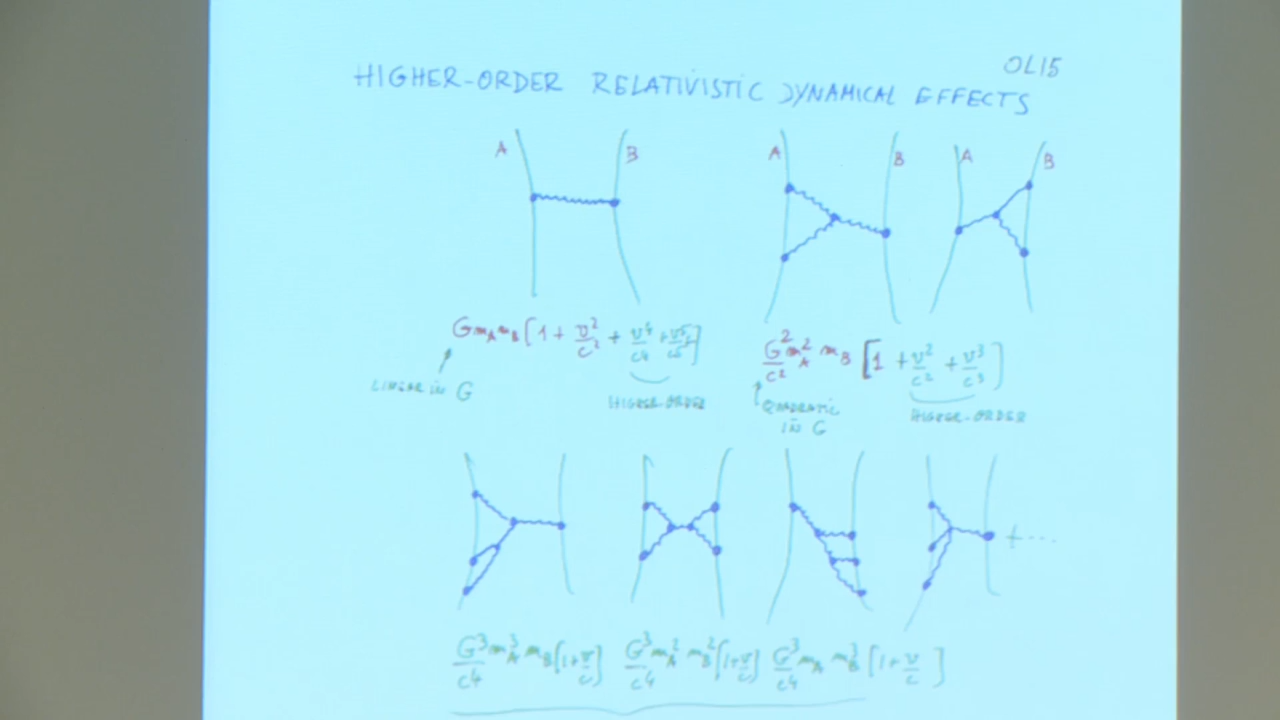 OL15
HIGHER-ORDER RELATIVISTIC DYNAMICAL EFFECTS
A B A B A B
G m_A m_B [1 + v²/c² + v⁴/c⁴ + v⁵/c⁵]
G²/c² m_A² m_B [1 + v²/c² + v³/c³]
LINEAR IN G
HIGHER-ORDER
QUADRATIC
IN G
HIGHER-ORDER
+ ...
G³/c⁴ m_A³ m_B [1+v/c] G³/c⁴ m_A² m_B² [1+v/c] G³/c⁴ m_A m_B³ [1+v/c]